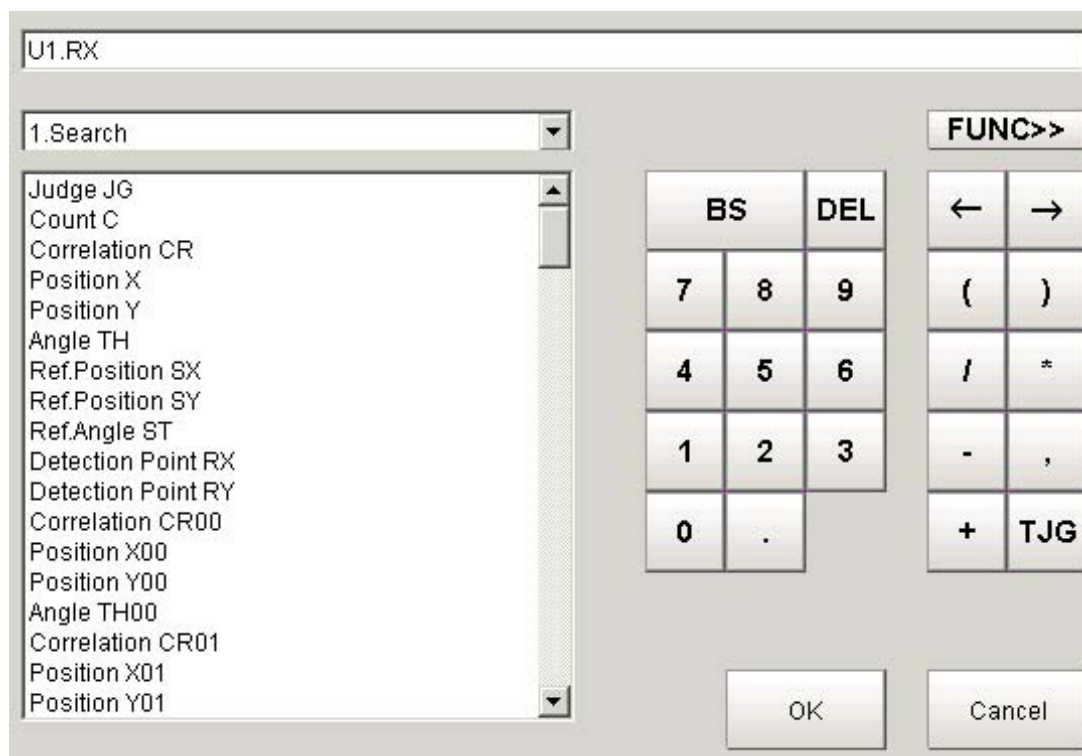 U1.RX
1.Search
FUNC>>
Judge JG
Count C
Correlation CR
Position X
Position Y
Angle TH
Ref.Position SX
Ref.Position SY
Ref.Angle ST
Detection Point RX
Detection Point RY
Correlation CR00
Position X00
Position Y00
Angle TH00
Correlation CR01
Position X01
Position Y01
BS DEL ← →
7 8 9 ( )
4 5 6 / *
1 2 3 - ,
0 . + TJG
OK Cancel